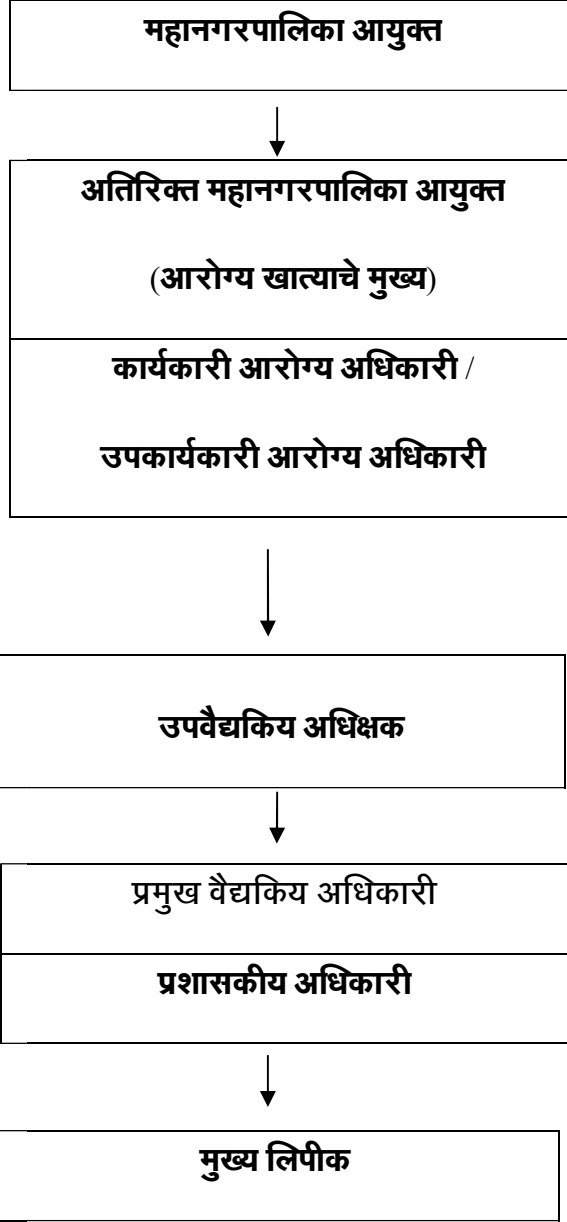 महानगरपालिका आयुक्त
अतिरिक्त महानगरपालिका आयुक्त
(आरोग्य खात्याचे मुख्य)
कार्यकारी आरोग्य अधिकारी /
उपकार्यकारी आरोग्य अधिकारी
उपवैद्यकिय अधिक्षक
प्रमुख वैद्यकिय अधिकारी
प्रशासकीय अधिकारी
मुख्य लिपीक